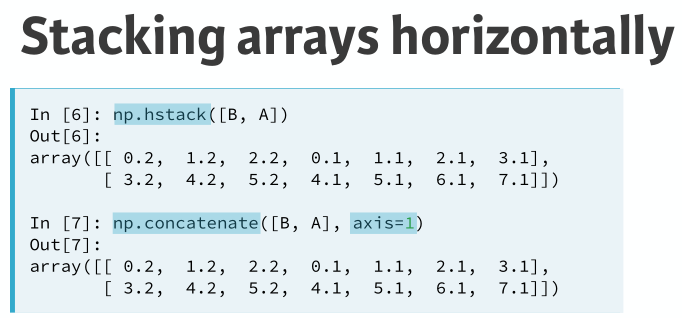 Stacking arrays horizontally
In [6]: np.hstack([B, A])
Out[6]:
array([[ 0.2,  1.2,  2.2,  0.1,  1.1,  2.1,  3.1],
       [ 3.2,  4.2,  5.2,  4.1,  5.1,  6.1,  7.1]])
In [7]: np.concatenate([B, A], axis=1)
Out[7]:
array([[ 0.2,  1.2,  2.2,  0.1,  1.1,  2.1,  3.1],
       [ 3.2,  4.2,  5.2,  4.1,  5.1,  6.1,  7.1]])